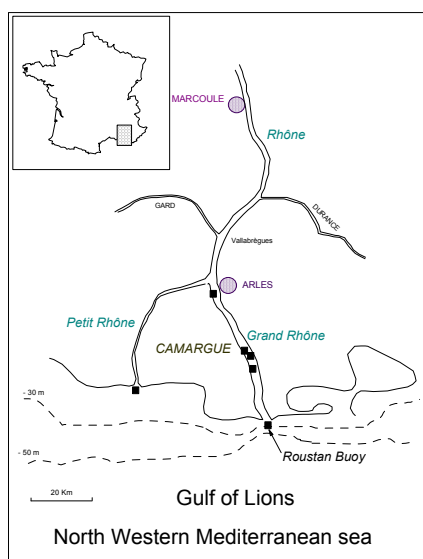 MARCOULE
Rhône
GARD
DURANCE
Vallabrègues
ARLES
Petit Rhône
Grand Rhône
CAMARGUE
- 30 m
- 50 m
Roustan Buoy
20 Km
Gulf of Lions
North Western Mediterranean sea